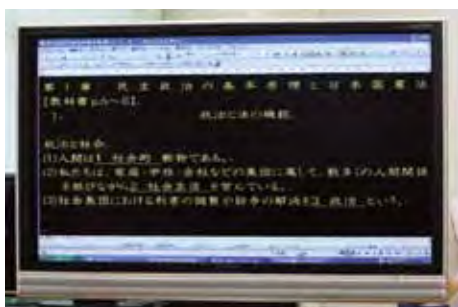 第1章 民主政治の基本原理と日本国憲法
[教科書 p.6～8]
1. 政治と法の機能
政治と社会
(1)人間は1 社会的 動物である。
(2)私たちは、家庭・学校・会社などの集団に属して、数多くの人間関係
を結びながら2 社会生活 を営んでいる。
(3)社会集団における利害の調整や紛争の解決を3 政治 という。